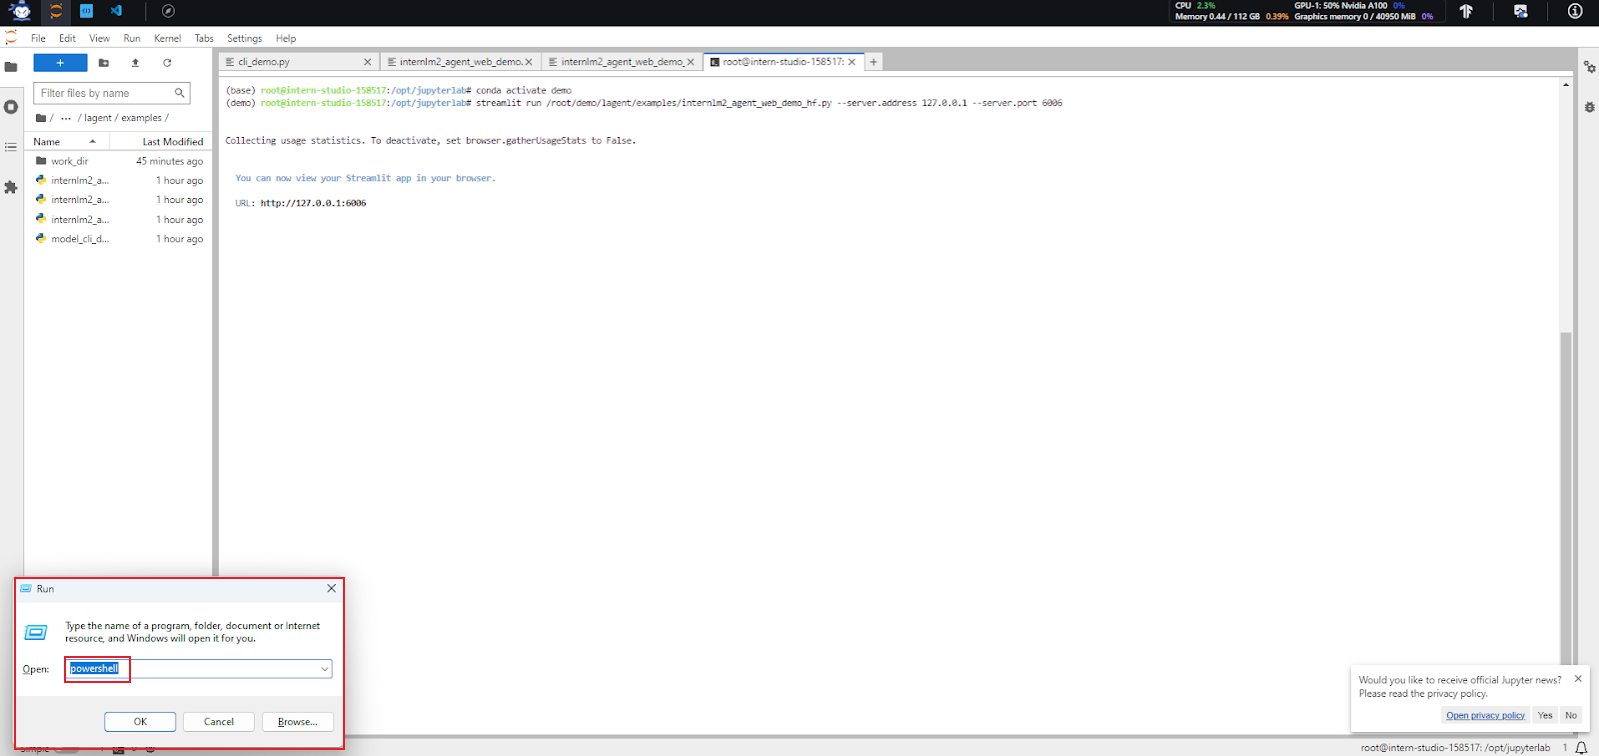 CPU 2.3% GPU-1: 50% Nvidia A100 0%
Memory 0.44 / 112 GB 0.39% Graphics memory 0 / 40950 MiB 0%
File Edit View Run Kernel Tabs Settings Help
cli_demo.py
internlm2_agent_web_demo.
internlm2_agent_web_demo_
root@intern-studio-158517:
Filter files by name
/ ··· / lagent / examples /
Name Last Modified
work_dir 45 minutes ago
internlm2_a... 1 hour ago
internlm2_a... 1 hour ago
internlm2_a... 1 hour ago
model_cli_d... 1 hour ago
(base) root@intern-studio-158517:/opt/jupyterlab# conda activate demo
(demo) root@intern-studio-158517:/opt/jupyterlab# streamlit run /root/demo/lagent/examples/internlm2_agent_web_demo_hf.py --server.address 127.0.0.1 --server.port 6006
Collecting usage statistics. To deactivate, set browser.gatherUsageStats to False.
You can now view your Streamlit app in your browser.
URL: http://127.0.0.1:6006
Run
Type the name of a program, folder, document or Internet
resource, and Windows will open it for you.
Open: powershell
OK Cancel Browse...
Would you like to receive official Jupyter news?
Please read the privacy policy.
Open privacy policy Yes No
Simple
root@intern-studio-158517: /opt/jupyterlab 1